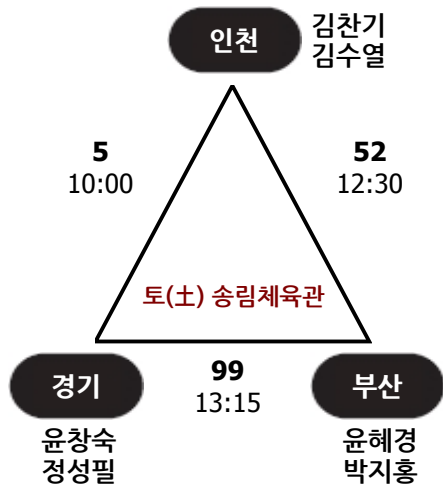 인천
김찬기
김수열
5
10:00
52
12:30
토(土) 송림체육관
99
13:15
경기
윤창숙
정성필
부산
윤혜경
박지홍